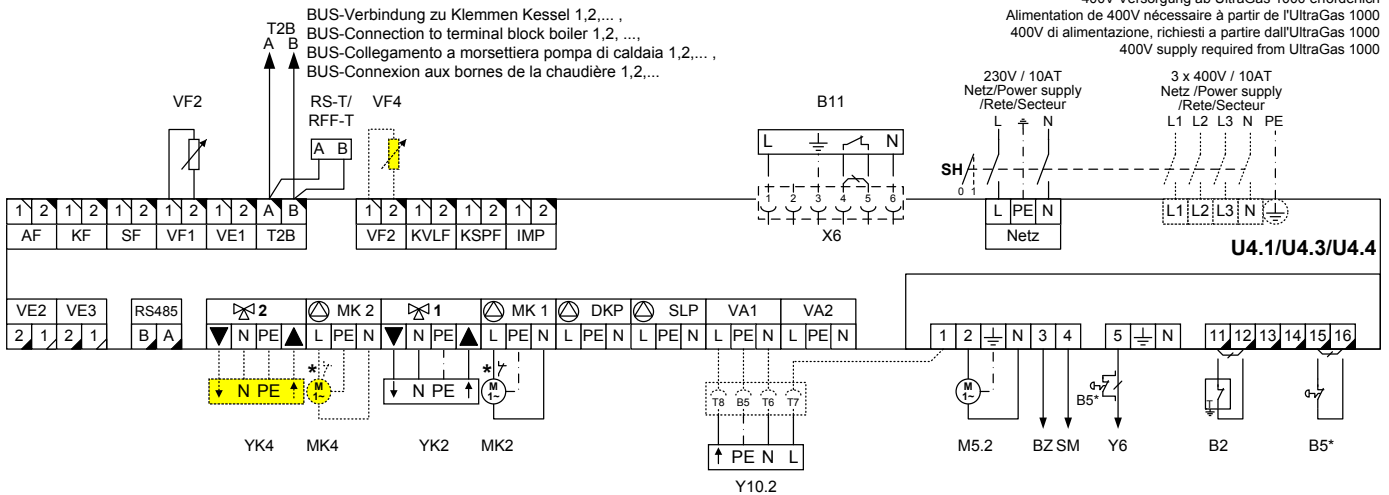 400V Versorgung ab UltraGas 1000 erforderlich
Alimentation de 400V nécessaire à partir de l'UltraGas 1000
400V di alimentazione, richiesti a partire dall'UltraGas 1000
400V supply required from UltraGas 1000
BUS-Verbindung zu Klemmen Kessel 1,2,... ,
BUS-Connection to terminal block boiler 1,2, ...,
BUS-Collegamento a morsettiera pompa di caldaia 1,2,... ,
BUS-Connexion aux bornes de la chaudière 1,2,...
T2B
A B
VF2
RS-T/
RFF-T
A B
VF4
B11
L N
1 2 3 4 5 6
X6
230V / 10AT
Netz/Power supply
/Rete/Secteur
L N
3 x 400V / 10AT
Netz /Power supply
/Rete/Secteur
L1 L2 L3 N PE
SH
0 1
L PE N
Netz
L1 L2 L3 N
1 2 1 2 1 2 1 2 1 2 A B
AF KF SF VF1 VE1 T2B
1 2 1 2 1 2 1 2
VF2 KVLF KSPF IMP
U4.1/U4.3/U4.4
VE2 VE3 RS485 2 MK 2 1 MK 1 DKP SLP VA1 VA2
2 1 2 1 B A N PE L PE N N PE L PE N L PE N L PE N L PE N L PE N
1 2 N 3 4 5 N 11 12 13 14 15 16
N PE
* M
1~
N PE
* M
1~
T8 B5 T6 T7
PE N L
M
1~
B5*
T
YK4 MK4 YK2 MK2
Y10.2
M5.2 BZ SM Y6 B2 B5*